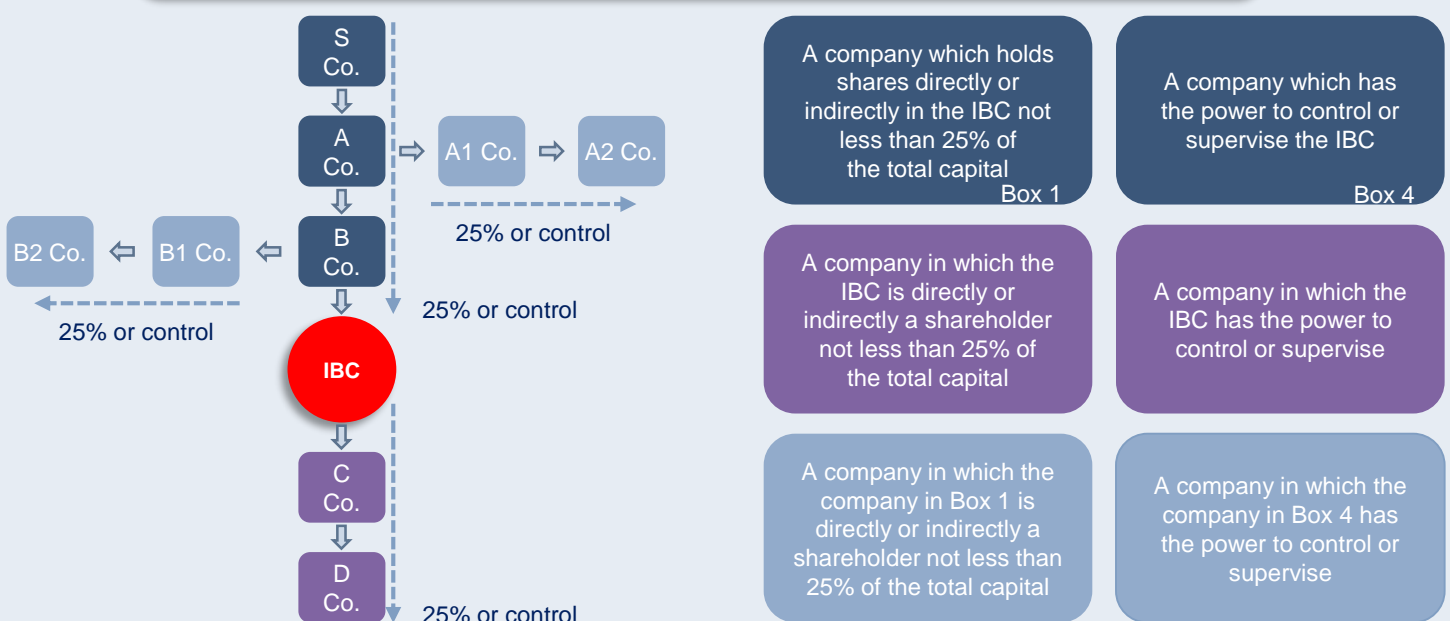 S
Co.
A
Co.
A1 Co.
A2 Co.
25% or control
B2 Co.
B1 Co.
B
Co.
25% or control
25% or control
IBC
C
Co.
D
Co.
25% or control
A company which holds
shares directly or
indirectly in the IBC not
less than 25% of
the total capital
Box 1
A company which has
the power to control or
supervise the IBC
Box 4
A company in which the
IBC is directly or
indirectly a shareholder
not less than 25% of
the total capital
A company in which the
IBC has the power to
control or supervise
A company in which the
company in Box 1 is
directly or indirectly a
shareholder not less than
25% of the total capital
A company in which the
company in Box 4 has
the power to control or
supervise